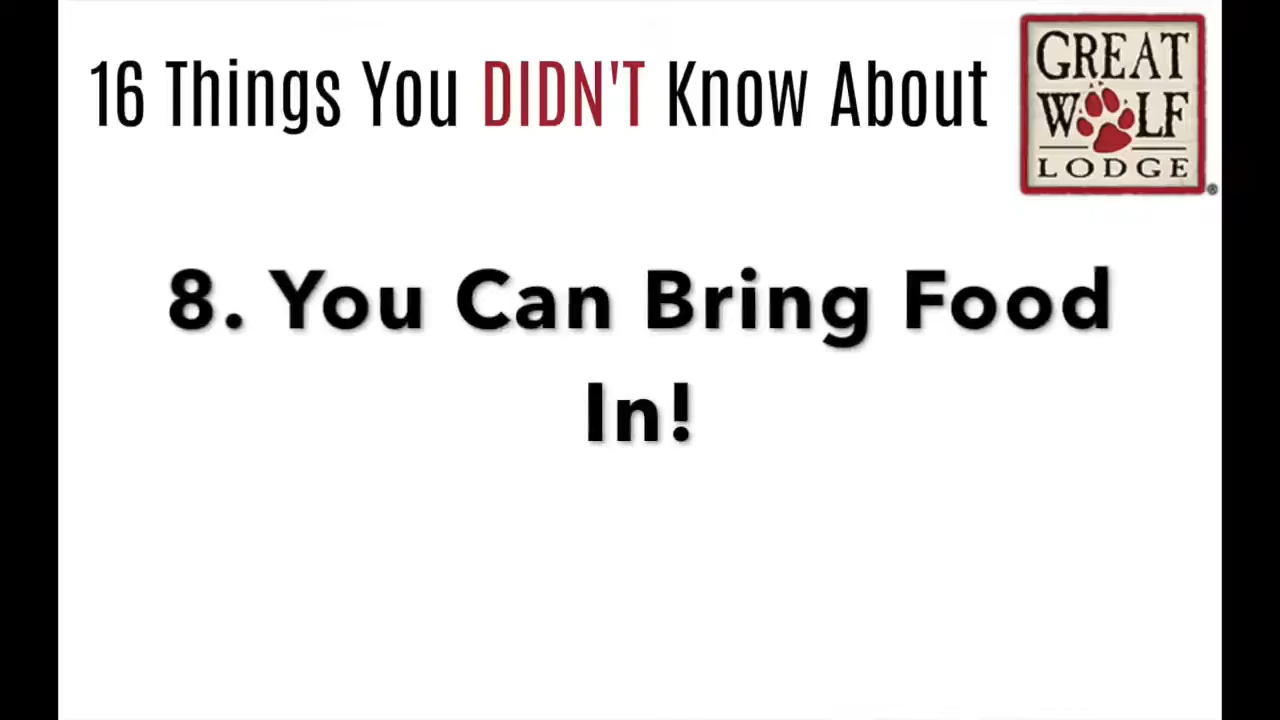 16 Things You DIDN'T Know About
GREAT
WOLF
LODGE
®
8. You Can Bring Food
In!